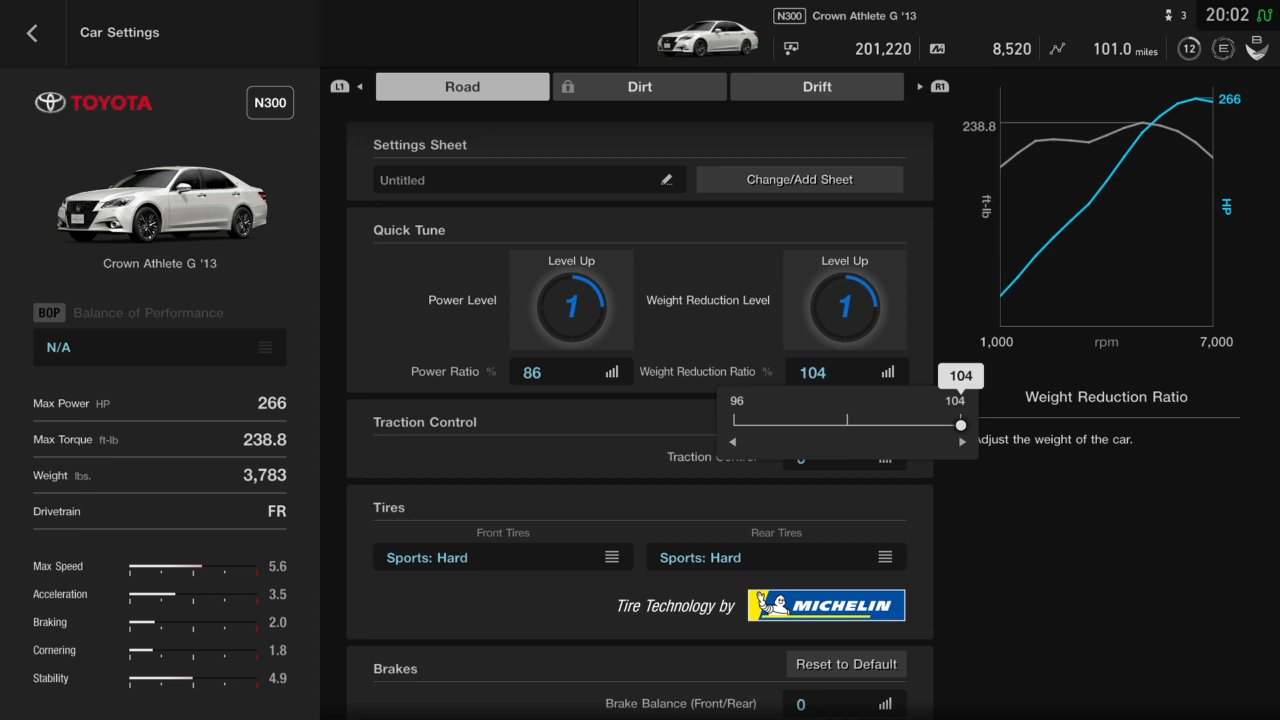 Car Settings
N300 Crown Athlete G '13
3 20:02
201,220 8,520 101.0 miles 12 E B
TOYOTA
N300
Crown Athlete G '13
BOP Balance of Performance
N/A
Max Power HP 266
Max Torque ft-lb 238.8
Weight lbs. 3,783
Drivetrain FR
Max Speed 5.6
Acceleration 3.5
Braking 2.0
Cornering 1.8
Stability 4.9
L1 Road Dirt Drift R1
Settings Sheet
Untitled Change/Add Sheet
Quick Tune
Level Up Level Up
Power Level 1 Weight Reduction Level 1
Power Ratio % 86 Weight Reduction Ratio % 104
104
96 104
Traction Control
Traction Control 0
Tires
Front Tires Rear Tires
Sports: Hard Sports: Hard
Tire Technology by MICHELIN
Brakes Reset to Default
Brake Balance (Front/Rear) 0
266
238.8
ft-lb HP
1,000 rpm 7,000
Weight Reduction Ratio
Adjust the weight of the car.